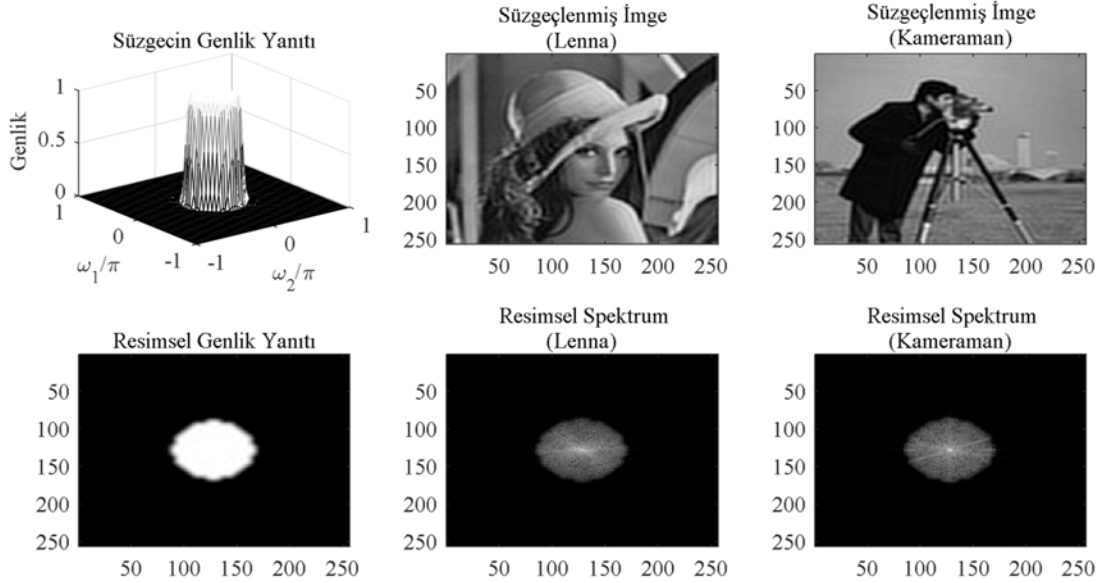 Süzgecin Genlik Yanıtı
Genlik
1
0.5
0
1
0
-1
-1
0
1
ω1/π
ω2/π
Süzgeçlenmiş İmge
(Lenna)
50
100
150
200
250
50 100 150 200 250
Süzgeçlenmiş İmge
(Kameraman)
50
100
150
200
250
50 100 150 200 250
Resimsel Genlik Yanıtı
50
100
150
200
250
50 100 150 200 250
Resimsel Spektrum
(Lenna)
50
100
150
200
250
50 100 150 200 250
Resimsel Spektrum
(Kameraman)
50
100
150
200
250
50 100 150 200 250